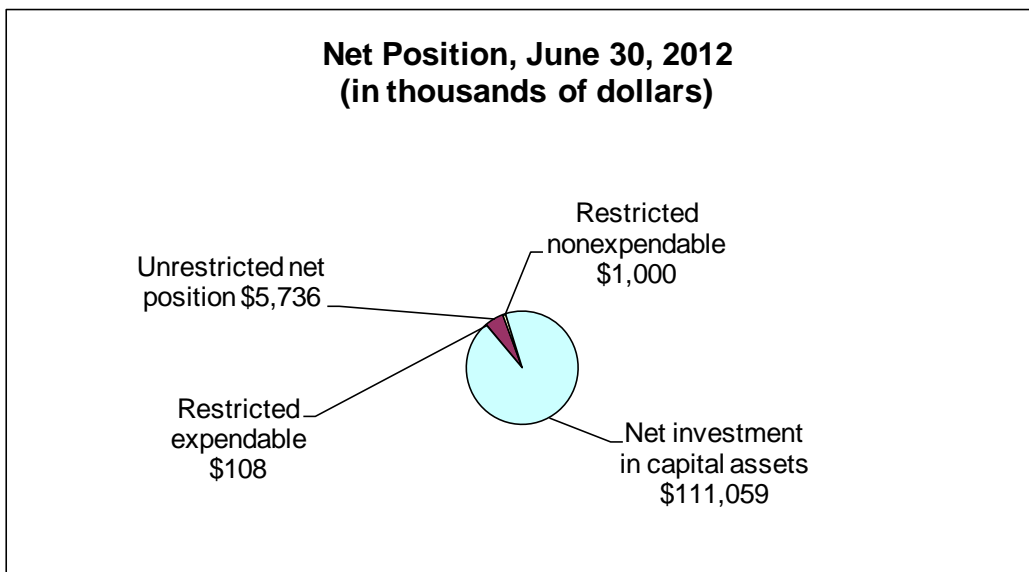 Net Position, June 30, 2012
(in thousands of dollars)
Restricted
nonexpendable
$1,000
Unrestricted net
position $5,736
Restricted
expendable
$108
Net investment
in capital assets
$111,059